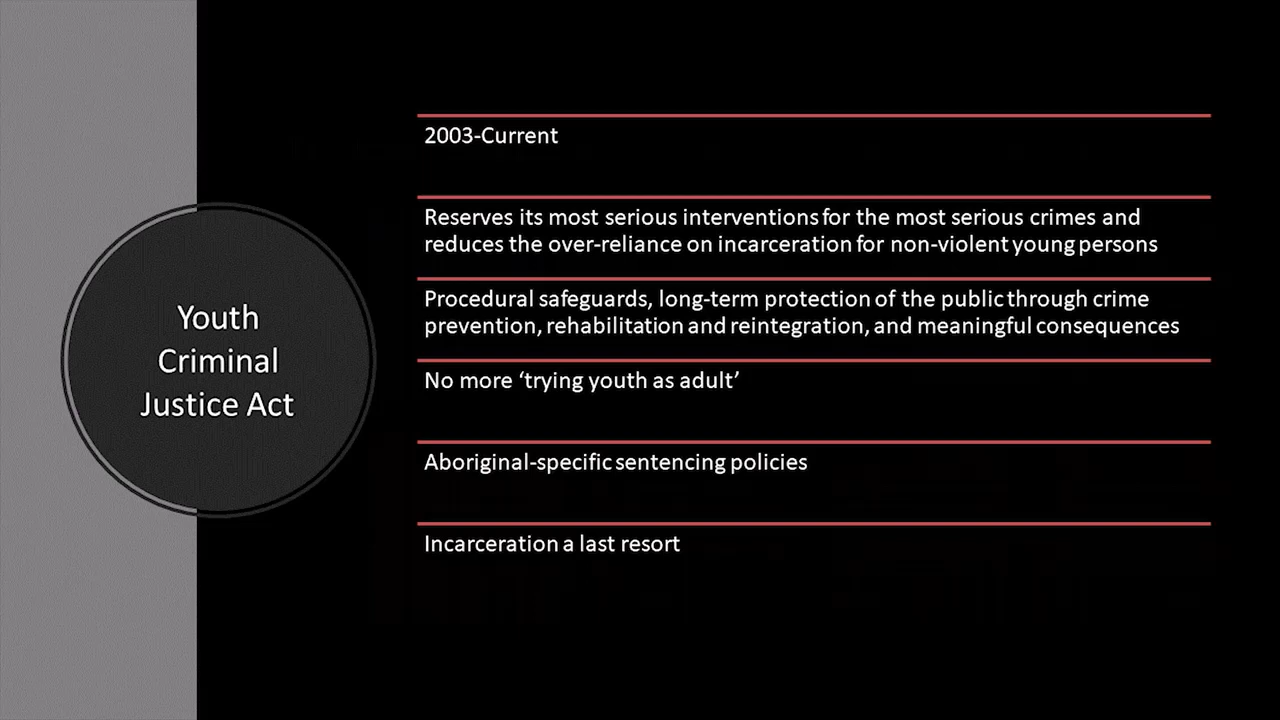 Youth
Criminal
Justice Act
2003-Current
Reserves its most serious interventions for the most serious crimes and
reduces the over-reliance on incarceration for non-violent young persons
Procedural safeguards, long-term protection of the public through crime
prevention, rehabilitation and reintegration, and meaningful consequences
No more ‘trying youth as adult’
Aboriginal-specific sentencing policies
Incarceration a last resort